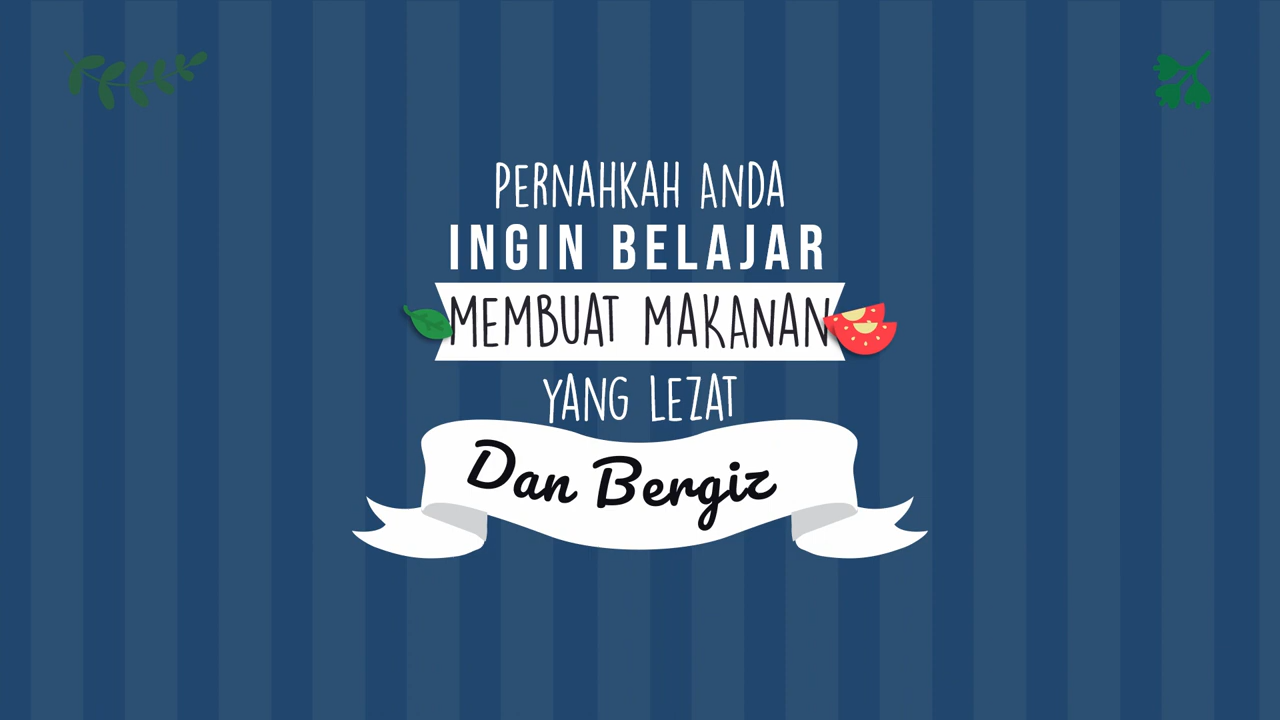 PERNAHKAH ANDA
INGIN BELAJAR
MEMBUAT MAKANAN
YANG LEZAT
Dan Bergiz